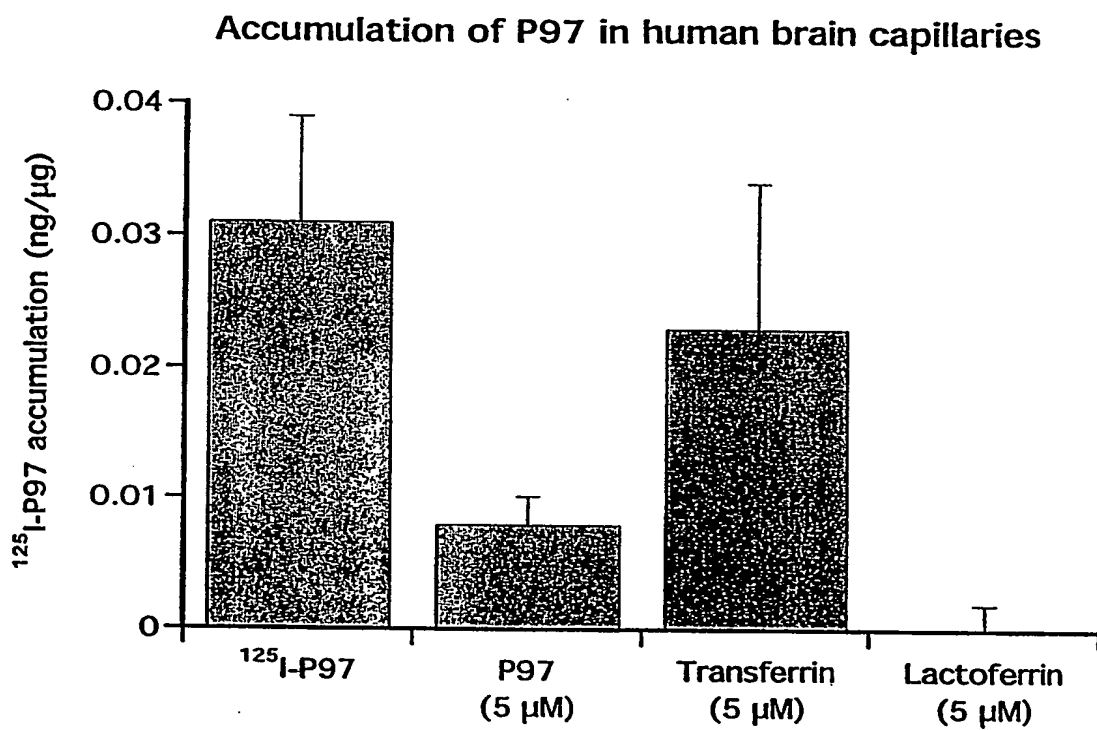 Accumulation of P97 in human brain capillaries
¹²⁵I-P97 accumulation (ng/µg)
0.04
0.03
0.02
0.01
0
¹²⁵I-P97
P97
(5 µM)
Transferrin
(5 µM)
Lactoferrin
(5 µM)